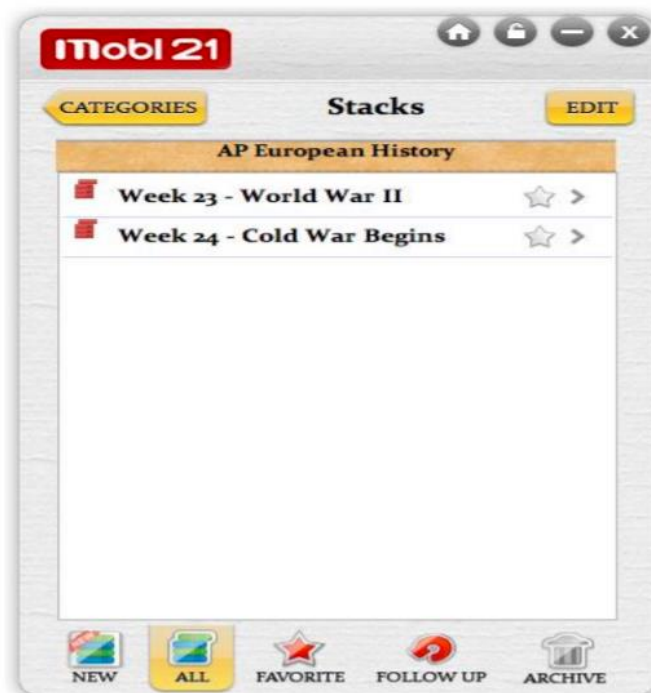 mobl 21
CATEGORIES
Stacks
EDIT
AP European History
Week 23 - World War II
Week 24 - Cold War Begins
NEW
NEW
ALL
FAVORITE
FOLLOW UP
ARCHIVE